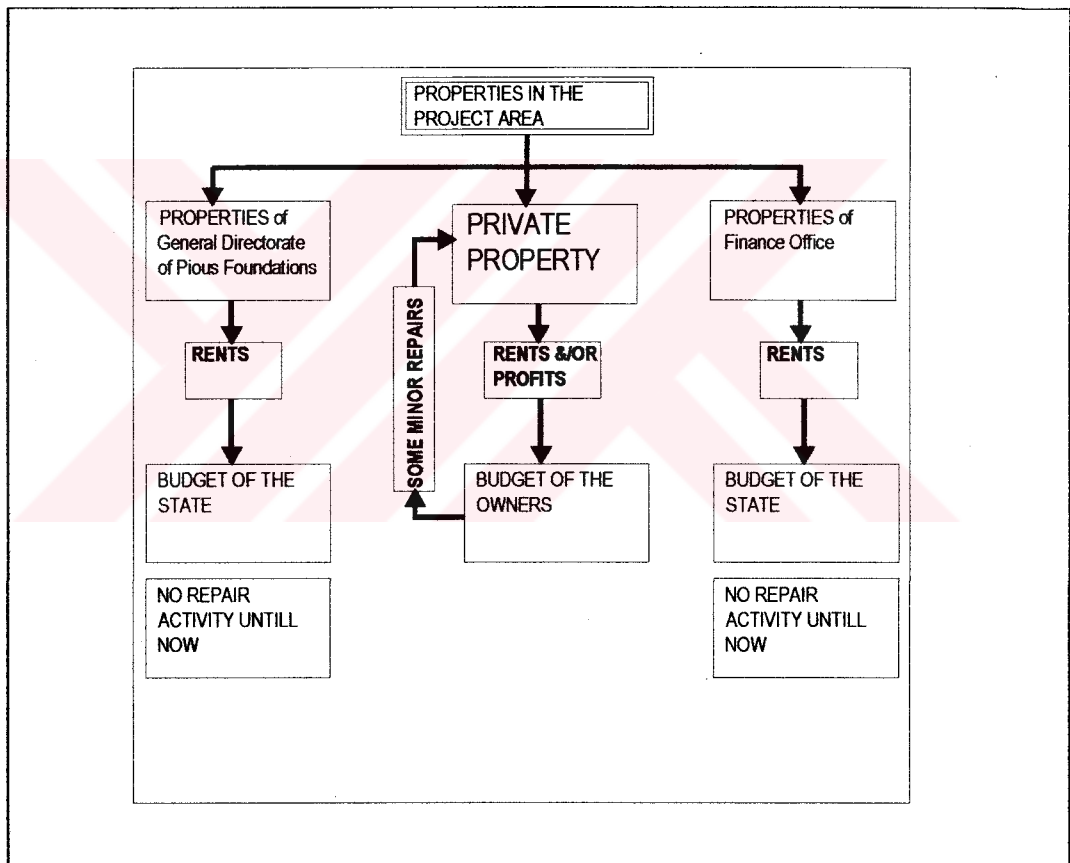 PROPERTIES IN THE
PROJECT AREA
PROPERTIES of
General Directorate
of Pious Foundations
PRIVATE
PROPERTY
PROPERTIES of
Finance Office
RENTS
SOME MINOR REPAIRS
RENTS &/OR
PROFITS
RENTS
BUDGET OF THE
STATE
BUDGET OF THE
OWNERS
BUDGET OF THE
STATE
NO REPAIR
ACTIVITY UNTILL
NOW
NO REPAIR
ACTIVITY UNTILL
NOW